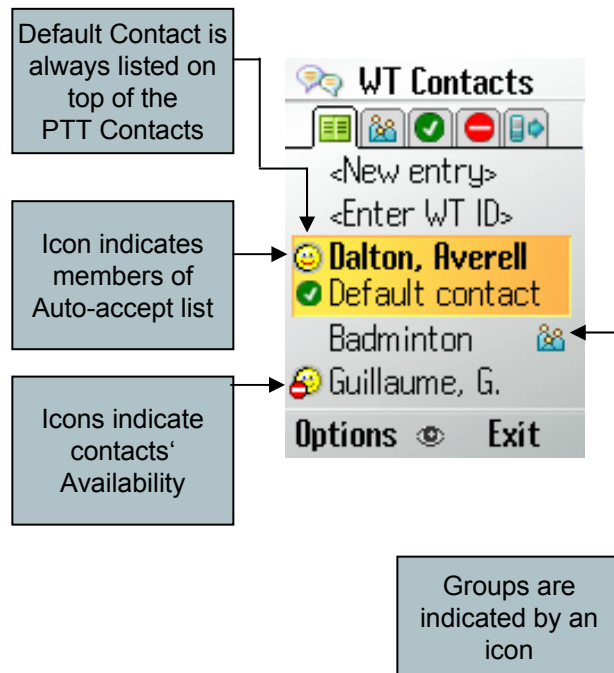 Default Contact is
always listed on
top of the
PTT Contacts
Icon indicates
members of
Auto-accept list
Icons indicate
contacts‘
Availability
WT Contacts
<New entry>
<Enter WT ID>
Dalton, Averell
Default contact
Badminton
Guillaume, G.
Options Exit
Groups are
indicated by an
icon